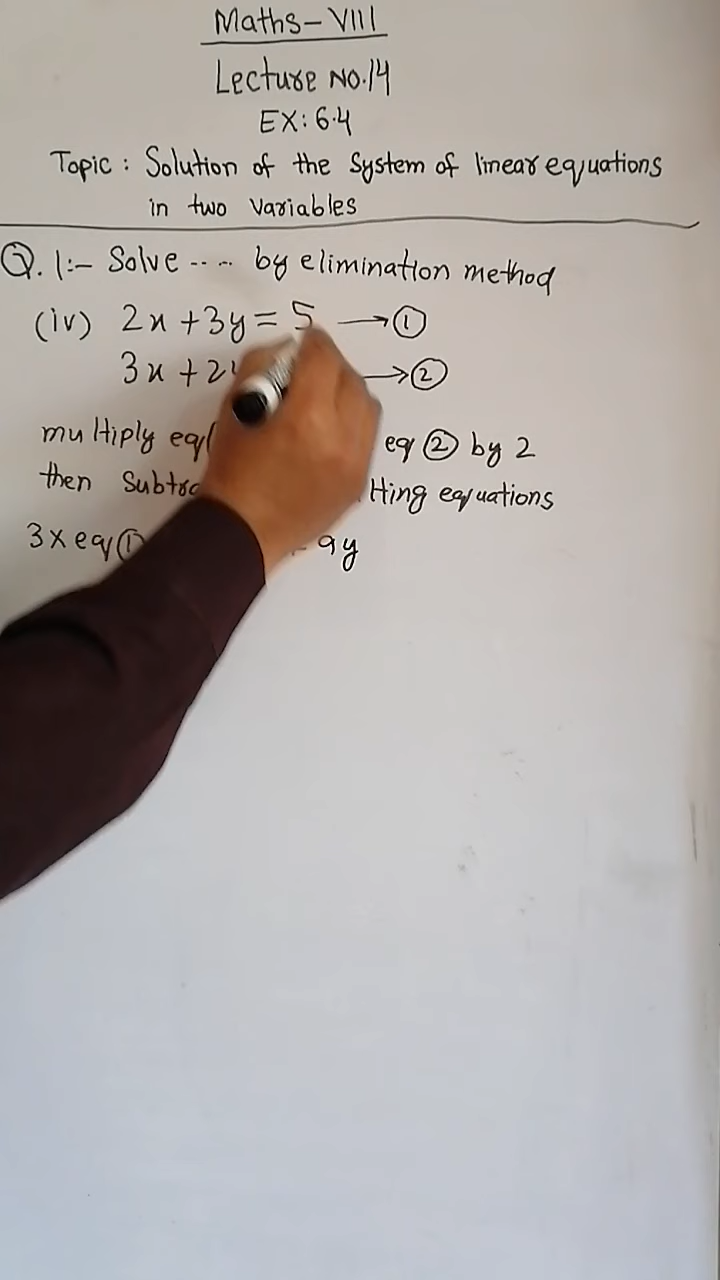 Maths-VIII
Lecture No.14
EX: 6.4
Topic: Solution of the System of linear equations
in two Variables
Q.1:- Solve .... by elimination method
(iv) 2x + 3y = 5 → ①
3x + 2 → ②
multiply eq eq ② by 2
then equations
3 x eq ① 9y